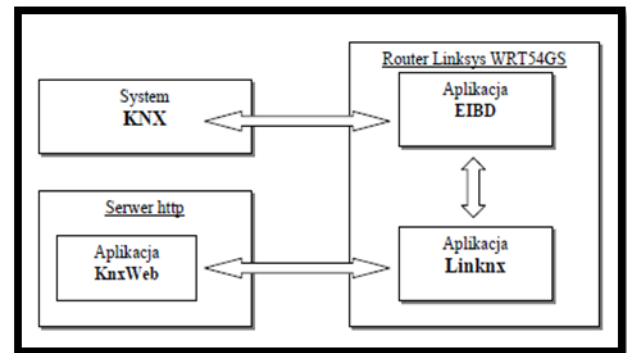 Router Linksys WRT54GS
System
KNX
Aplikacja
EIBD
Serwer http
Aplikacja
KnxWeb
Aplikacja
Linknx